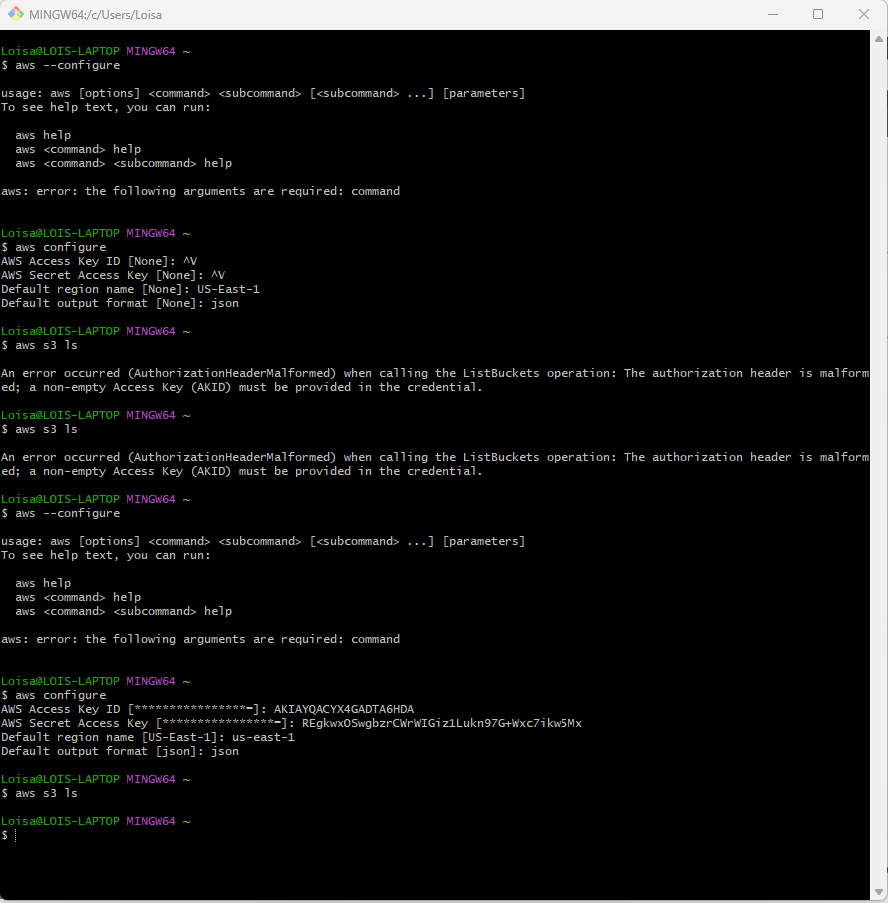 MINGW64:/c/Users/Loisa
Loisa@LOIS-LAPTOP MINGW64 ~
$ aws --configure
usage: aws [options] <command> <subcommand> [<subcommand> ...] [parameters]
To see help text, you can run:
aws help
aws <command> help
aws <command> <subcommand> help
aws: error: the following arguments are required: command
Loisa@LOIS-LAPTOP MINGW64 ~
$ aws configure
AWS Access Key ID [None]: ^V
AWS Secret Access Key [None]: ^V
Default region name [None]: US-East-1
Default output format [None]: json
Loisa@LOIS-LAPTOP MINGW64 ~
$ aws s3 ls
An error occurred (AuthorizationHeaderMalformed) when calling the ListBuckets operation: The authorization header is malform
ed; a non-empty Access Key (AKID) must be provided in the credential.
Loisa@LOIS-LAPTOP MINGW64 ~
$ aws s3 ls
An error occurred (AuthorizationHeaderMalformed) when calling the ListBuckets operation: The authorization header is malform
ed; a non-empty Access Key (AKID) must be provided in the credential.
Loisa@LOIS-LAPTOP MINGW64 ~
$ aws --configure
usage: aws [options] <command> <subcommand> [<subcommand> ...] [parameters]
To see help text, you can run:
aws help
aws <command> help
aws <command> <subcommand> help
aws: error: the following arguments are required: command
Loisa@LOIS-LAPTOP MINGW64 ~
$ aws configure
AWS Access Key ID [****************-]: AKIAYQACYX4GADTA6HDA
AWS Secret Access Key [****************-]: 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
Default region name [US-East-1]: us-east-1
Default output format [json]: json
Loisa@LOIS-LAPTOP MINGW64 ~
$ aws s3 ls
Loisa@LOIS-LAPTOP MINGW64 ~
$